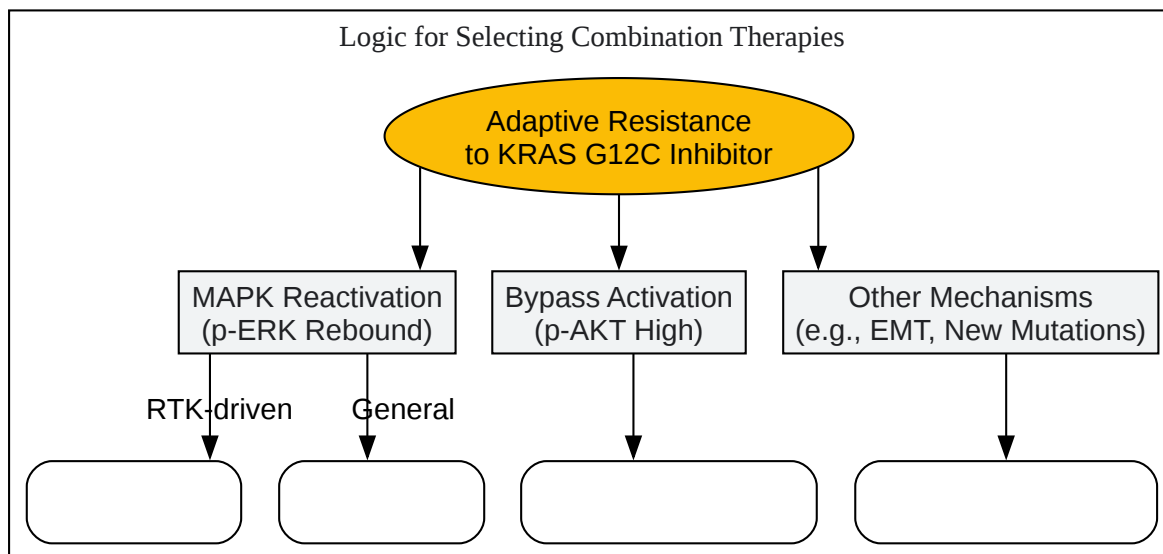 Logic for Selecting Combination Therapies
Adaptive Resistance
to KRAS G12C Inhibitor
MAPK Reactivation
(p-ERK Rebound)
Bypass Activation
(p-AKT High)
Other Mechanisms
(e.g., EMT, New Mutations)
RTK-driven
General